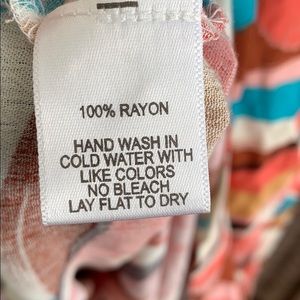 100% RAYON
HAND WASH IN
COLD WATER WITH
LIKE COLORS
NO BLEACH
LAY FLAT TO DRY